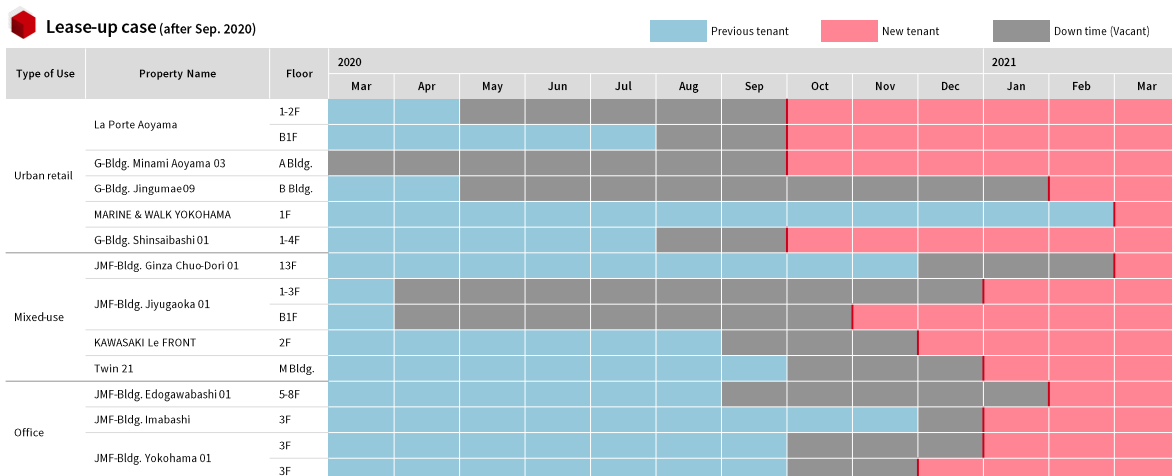 Lease-up case (after Sep. 2020)
Previous tenant
New tenant
Down time (Vacant)
Type of Use
Property Name
Floor
2020
2021
Mar Apr May Jun Jul Aug Sep Oct Nov Dec Jan Feb Mar
Urban retail
La Porte Aoyama
1-2F
B1F
G-Bldg. Minami Aoyama 03
A Bldg.
G-Bldg. Jingumae09
B Bldg.
MARINE & WALK YOKOHAMA
1F
G-Bldg. Shinsaibashi 01
1-4F
Mixed-use
JMF-Bldg. Ginza Chuo-Dori 01
13F
JMF-Bldg. Jiyugaoka 01
1-3F
B1F
KAWASAKI Le FRONT
2F
Twin 21
M Bldg.
Office
JMF-Bldg. Edogawabashi 01
5-8F
JMF-Bldg. Imabashi
3F
JMF-Bldg. Yokohama 01
3F
3F